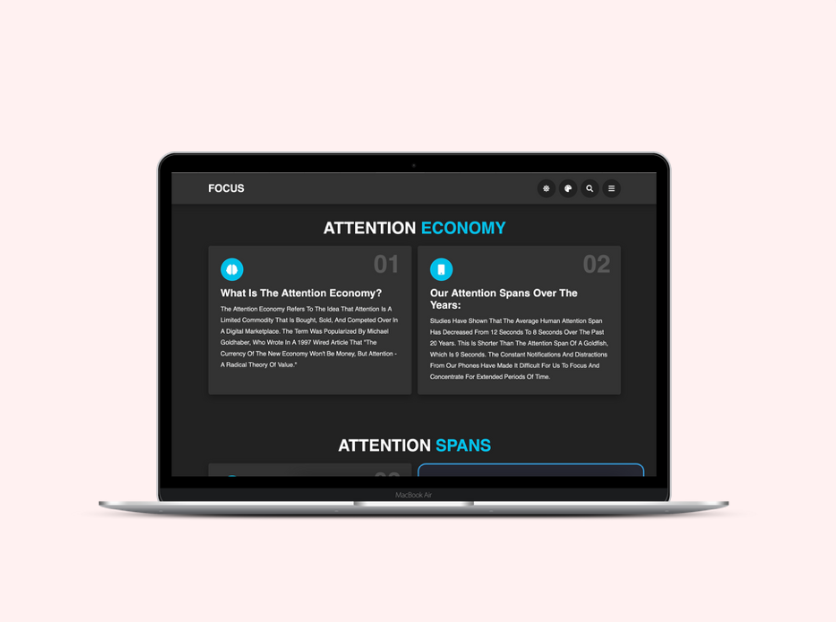 FOCUS
ATTENTION ECONOMY
01
What Is The Attention Economy?
The Attention Economy Refers To The Idea That Attention Is A
Limited Commodity That Is Bought, Sold, And Competed Over In
A Digital Marketplace. The Term Was Popularized By Michael
Goldhaber, Who Wrote In A 1997 Wired Article That "The
Currency Of The New Economy Won't Be Money, But Attention -
A Radical Theory Of Value."
02
Our Attention Spans Over The
Years:
Studies Have Shown That The Average Human Attention Span
Has Decreased From 12 Seconds To 8 Seconds Over The Past
20 Years. This Is Shorter Than The Attention Span Of A Goldfish,
Which Is 9 Seconds. The Constant Notifications And Distractions
From Our Phones Have Made It Difficult For Us To Focus And
Concentrate For Extended Periods Of Time.
ATTENTION SPANS
MacBook Air